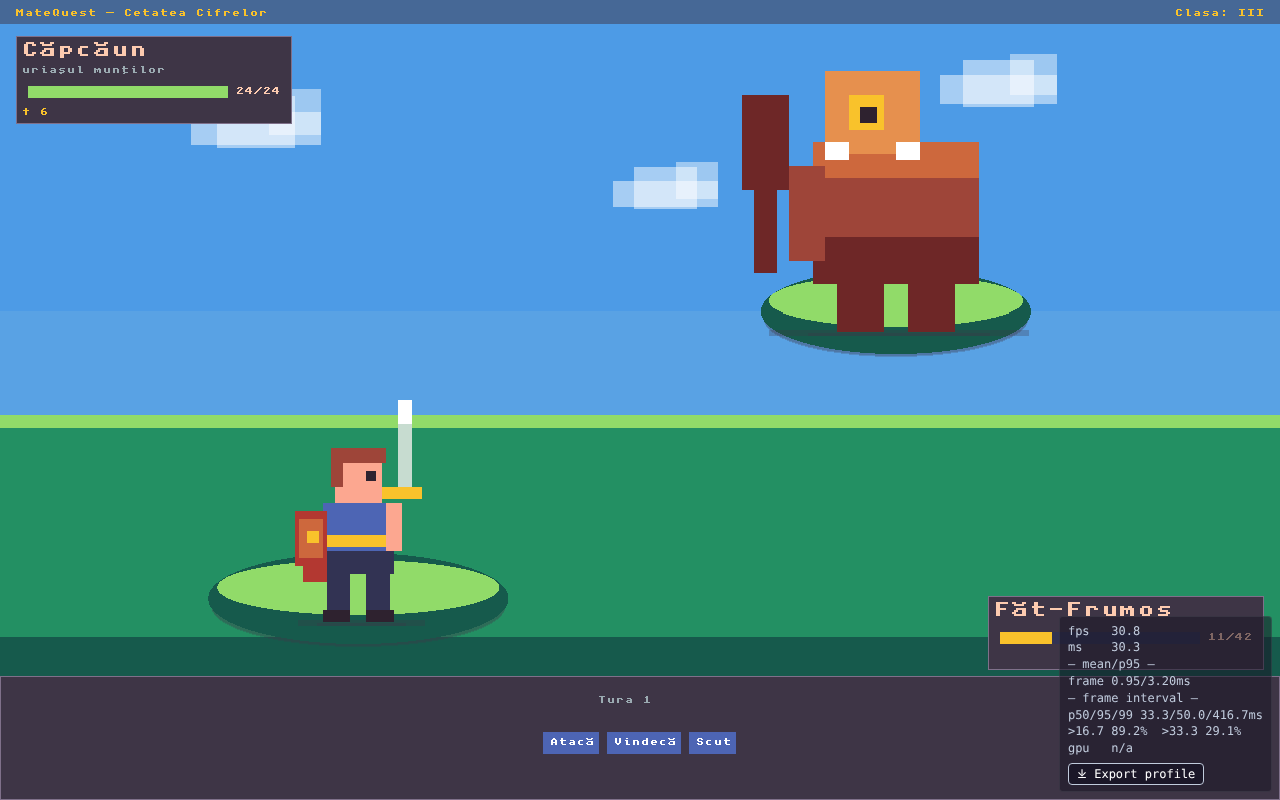 MateQuest — Cetatea Cifrelor
Clasa: III
Căpcăun
uriașul munților
24/24
† 6
Făt-Frumos
11/42
fps 30.8
ms 30.3
— mean/p95 —
frame 0.95/3.20ms
— frame interval —
p50/95/99 33.3/50.0/416.7ms
>16.7 89.2% >33.3 29.1%
gpu n/a
Export profile
Tura 1
Atacă Vindecă Scut